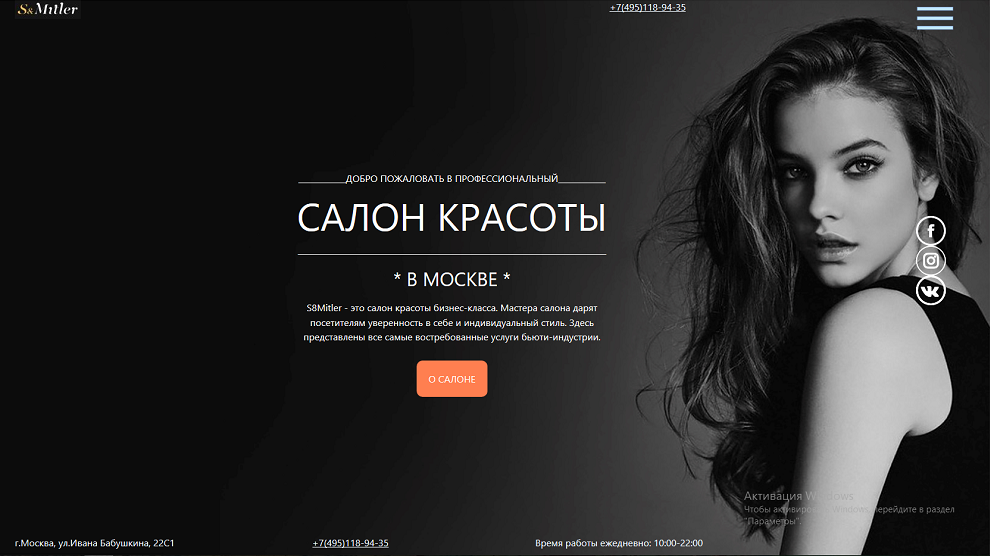 S&Mitler
+7(495)118-94-35
ДОБРО ПОЖАЛОВАТЬ В ПРОФЕССИОНАЛЬНЫЙ
САЛОН КРАСОТЫ
* В МОСКВЕ *
S8Mitler - это салон красоты бизнес-класса. Мастера салона дарят
посетителям уверенность в себе и индивидуальный стиль. Здесь
представлены все самые востребованные услуги бьюти-индустрии.
О САЛОНЕ
Активация Windows
Чтобы активировать Windows, перейдите в раздел
"Параметры".
г.Москва, ул.Ивана Бабушкина, 22С1
+7(495)118-94-35
Время работы ежедневно: 10:00-22:00